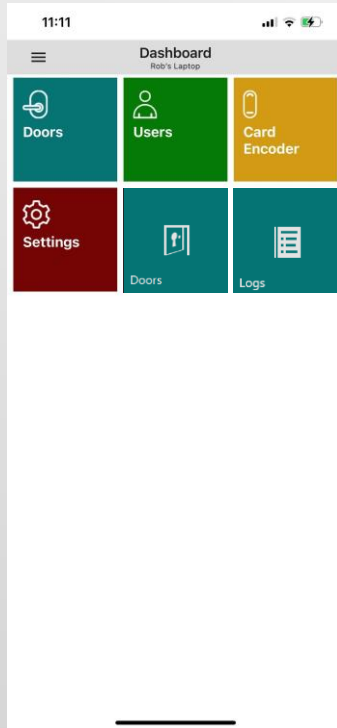 11:11
Dashboard
Rob's Laptop
Doors
Users
Card
Encoder
Settings
Doors
Logs